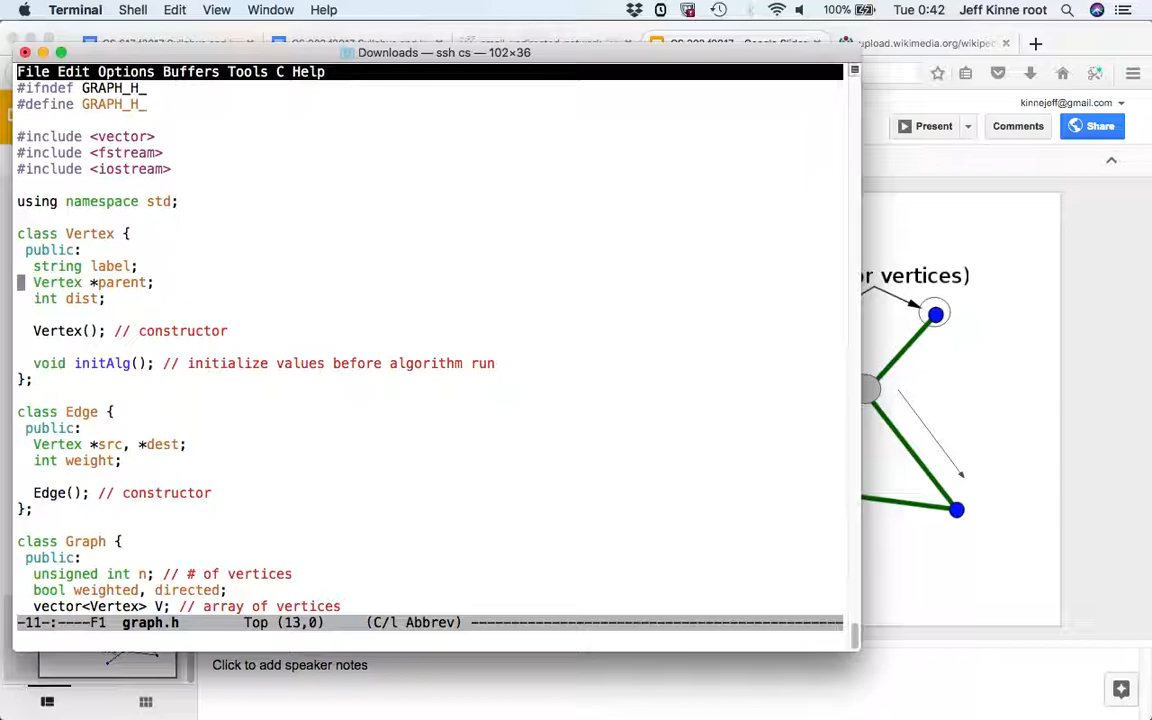 Terminal Shell Edit View Window Help 100% Tue 0:42 Jeff Kinne root
Downloads — ssh cs — 102×36
upload.wikimedia.org/wikipe
kinnejeff@gmail.com
Present Comments Share
File Edit Options Buffers Tools C Help
#ifndef GRAPH_H_
#define GRAPH_H_
#include <vector>
#include <fstream>
#include <iostream>
using namespace std;
class Vertex {
public:
string label;
Vertex *parent;
int dist;
Vertex(); // constructor
void initAlg(); // initialize values before algorithm run
};
class Edge {
public:
Vertex *src, *dest;
int weight;
Edge(); // constructor
};
class Graph {
public:
unsigned int n; // # of vertices
bool weighted, directed;
vector<Vertex> V; // array of vertices
-11-:----F1 graph.h Top (13,0) (C/l Abbrev)
or vertices)
Click to add speaker notes